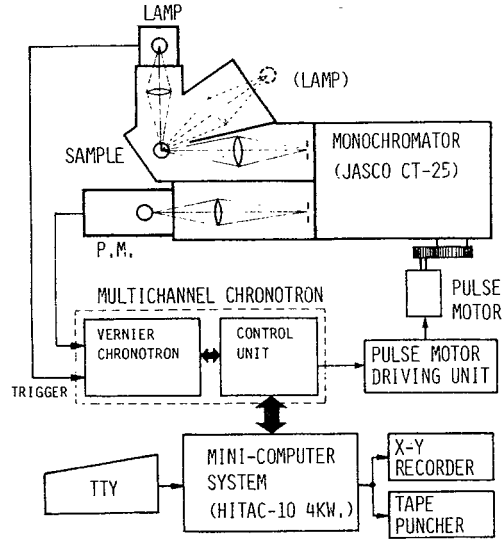 LAMP
(LAMP)
SAMPLE
MONOCHROMATOR
(JASCO CT-25)
P.M.
PULSE
MOTOR
MULTICHANNEL CHRONOTRON
VERNIER
CHRONOTRON
CONTROL
UNIT
PULSE MOTOR
DRIVING UNIT
TRIGGER
TTY
MINI-COMPUTER
SYSTEM
(HITAC-10 4KW.)
X-Y
RECORDER
TAPE
PUNCHER